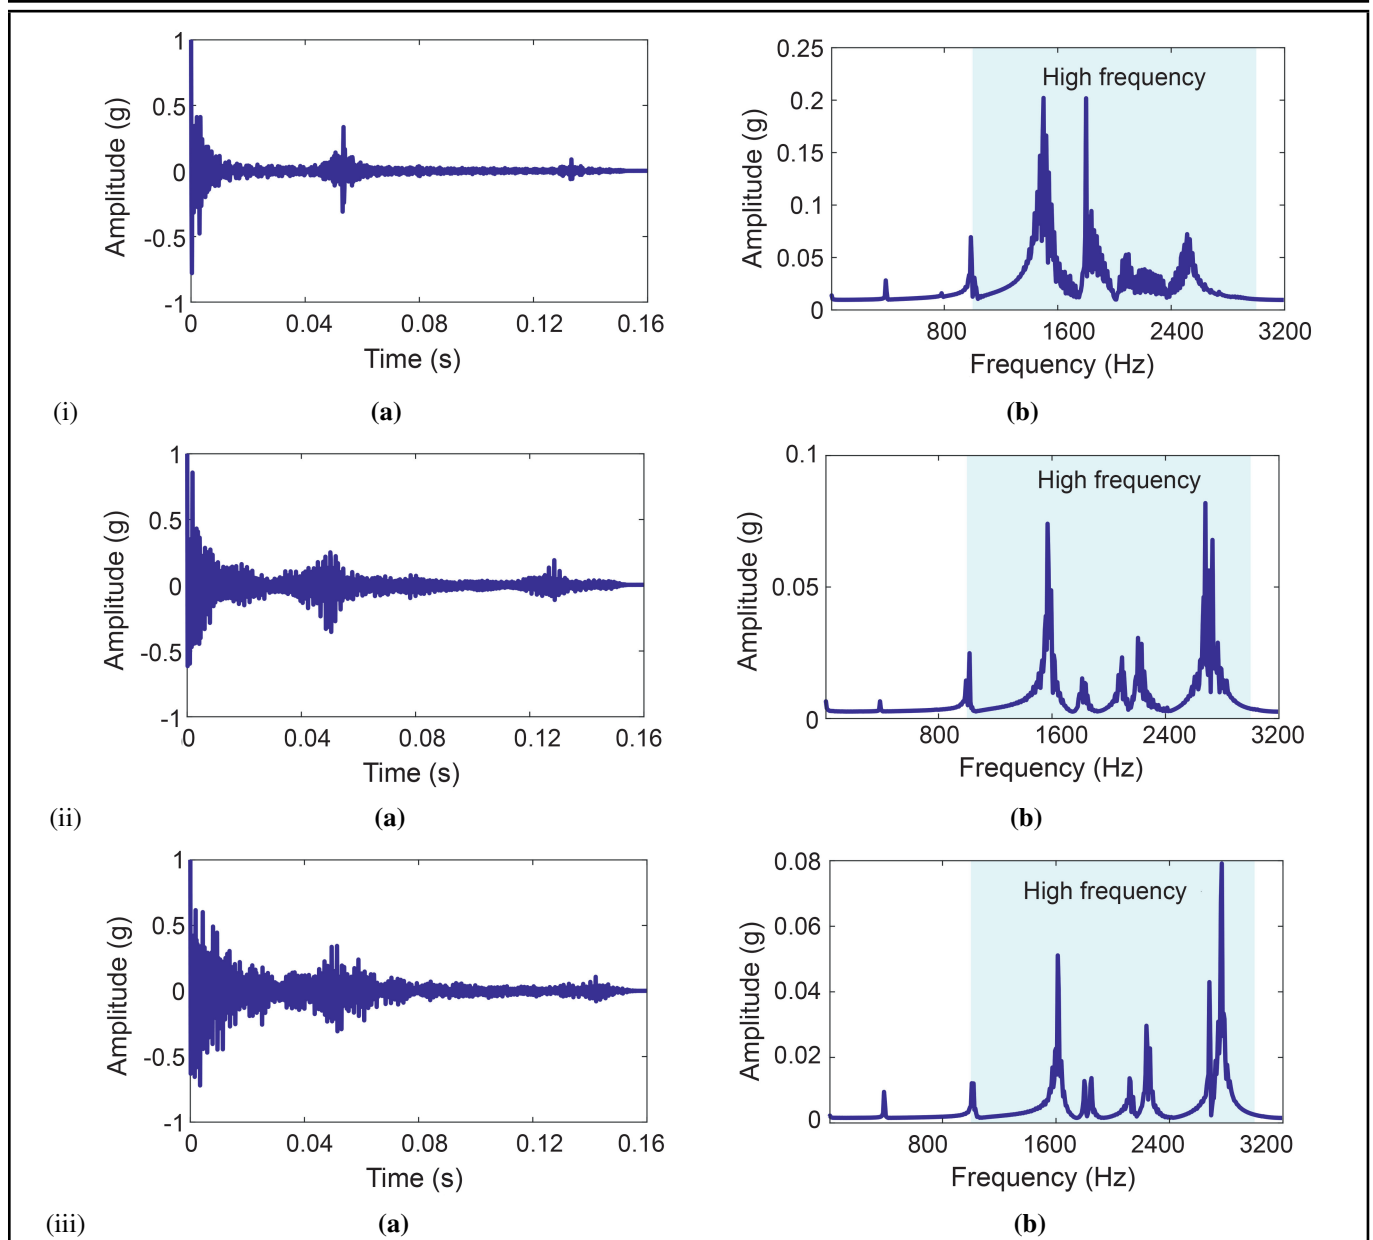 1
0.5
0
-0.5
-1
Amplitude (g)
0 0.04 0.08 0.12 0.16
Time (s)
0.25
0.2
0.15
0.1
0.05
0
Amplitude (g)
High frequency
800 1600 2400 3200
Frequency (Hz)
(i) (a) (b)
1
0.5
0
-0.5
-1
Amplitude (g)
0 0.04 0.08 0.12 0.16
Time (s)
0.1
0.05
0
Amplitude (g)
High frequency
800 1600 2400 3200
Frequency (Hz)
(ii) (a) (b)
1
0.5
0
-0.5
-1
Amplitude (g)
0 0.04 0.08 0.12 0.16
Time (s)
0.08
0.06
0.04
0.02
0
Amplitude (g)
High frequency
800 1600 2400 3200
Frequency (Hz)
(iii) (a) (b)